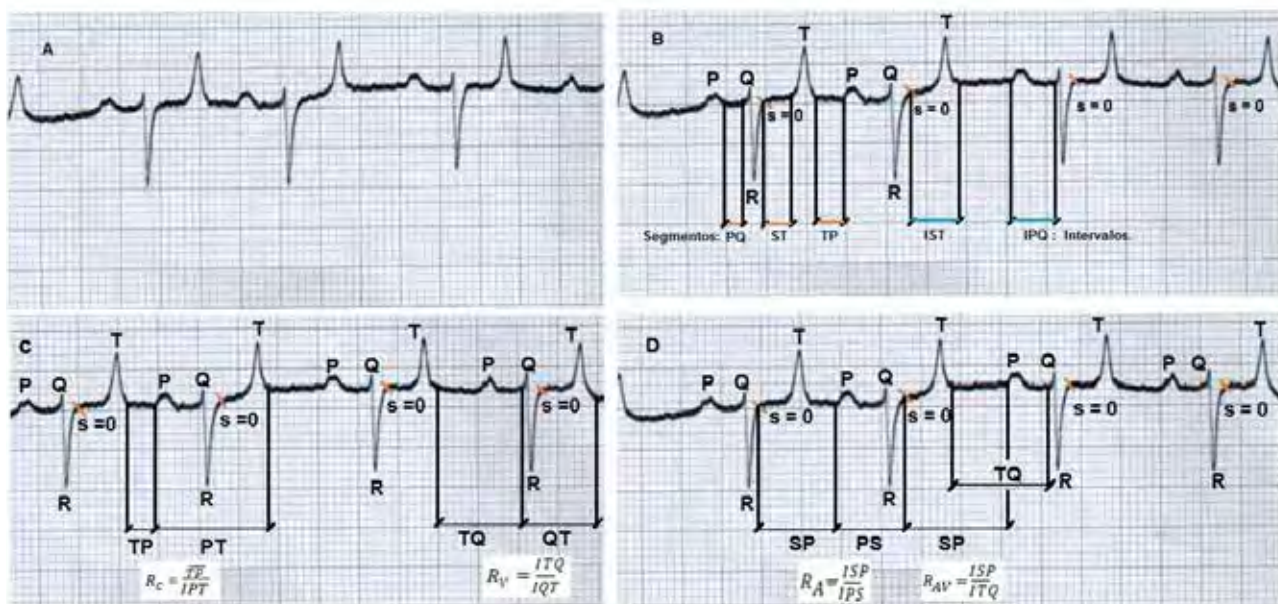 A
B
T T
P Q P Q
s = 0 s = 0 s = 0 s = 0
R R
Segmentos: PQ ST TP IST IPQ : Intervalos.
C
T T T T
P Q P Q P Q P Q
s =0 s =0 s =0 s =0
R R R R
TP PT TQ QT
R_C = TP/IPT
R_V = ITQ/IQT
D
T T T T
P Q P Q P Q P Q
s = 0 s = 0 s = 0 s = 0
TQ
R R R R
SP PS SP
R_A = ISP/IPS
R_AV = ISP/ITQ